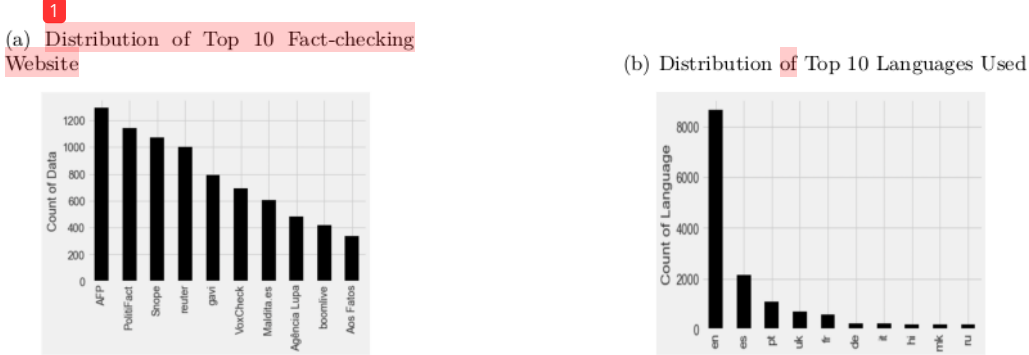 1
(a) Distribution of Top 10 Fact-checking
Website
1200
1000
800
600
400
200
0
Count of Data
AFP
PolitiFact
Snope
reuter
gavi
VoxCheck
Maldita.es
Agência Lupa
boomlive
Aos Fatos
(b) Distribution of Top 10 Languages Used
8000
6000
4000
2000
0
Count of Language
en
es
pt
uk
fr
de
it
hi
mk
ru